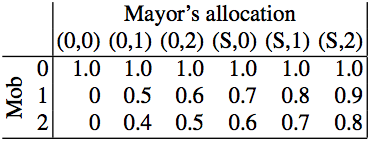 Mayor's allocation
(0,0) (0,1) (0,2) (S,0) (S,1) (S,2)
Mob
0 1.0 1.0 1.0 1.0 1.0 1.0
1 0 0.5 0.6 0.7 0.8 0.9
2 0 0.4 0.5 0.6 0.7 0.8